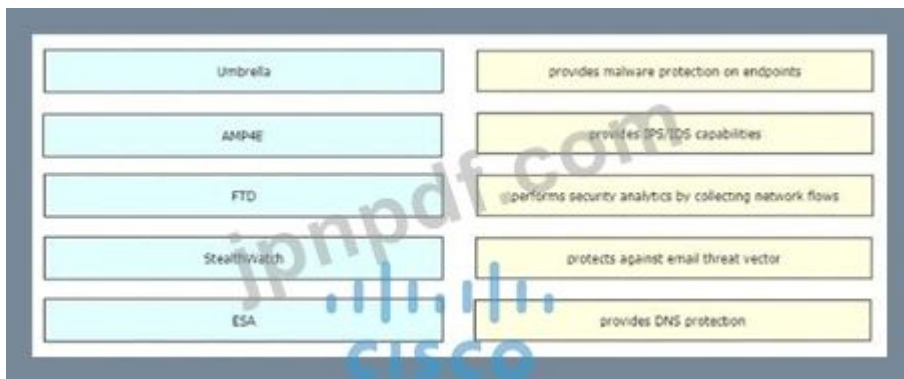 Umbrella
provides malware protection on endpoints
AMP4E
provides IPS/IDS capabilities
FTD
performs security analytics by collecting network flows
StealthWatch
protects against email threat vector
ESA
provides DNS protection
jpnpdf.com
CISCO